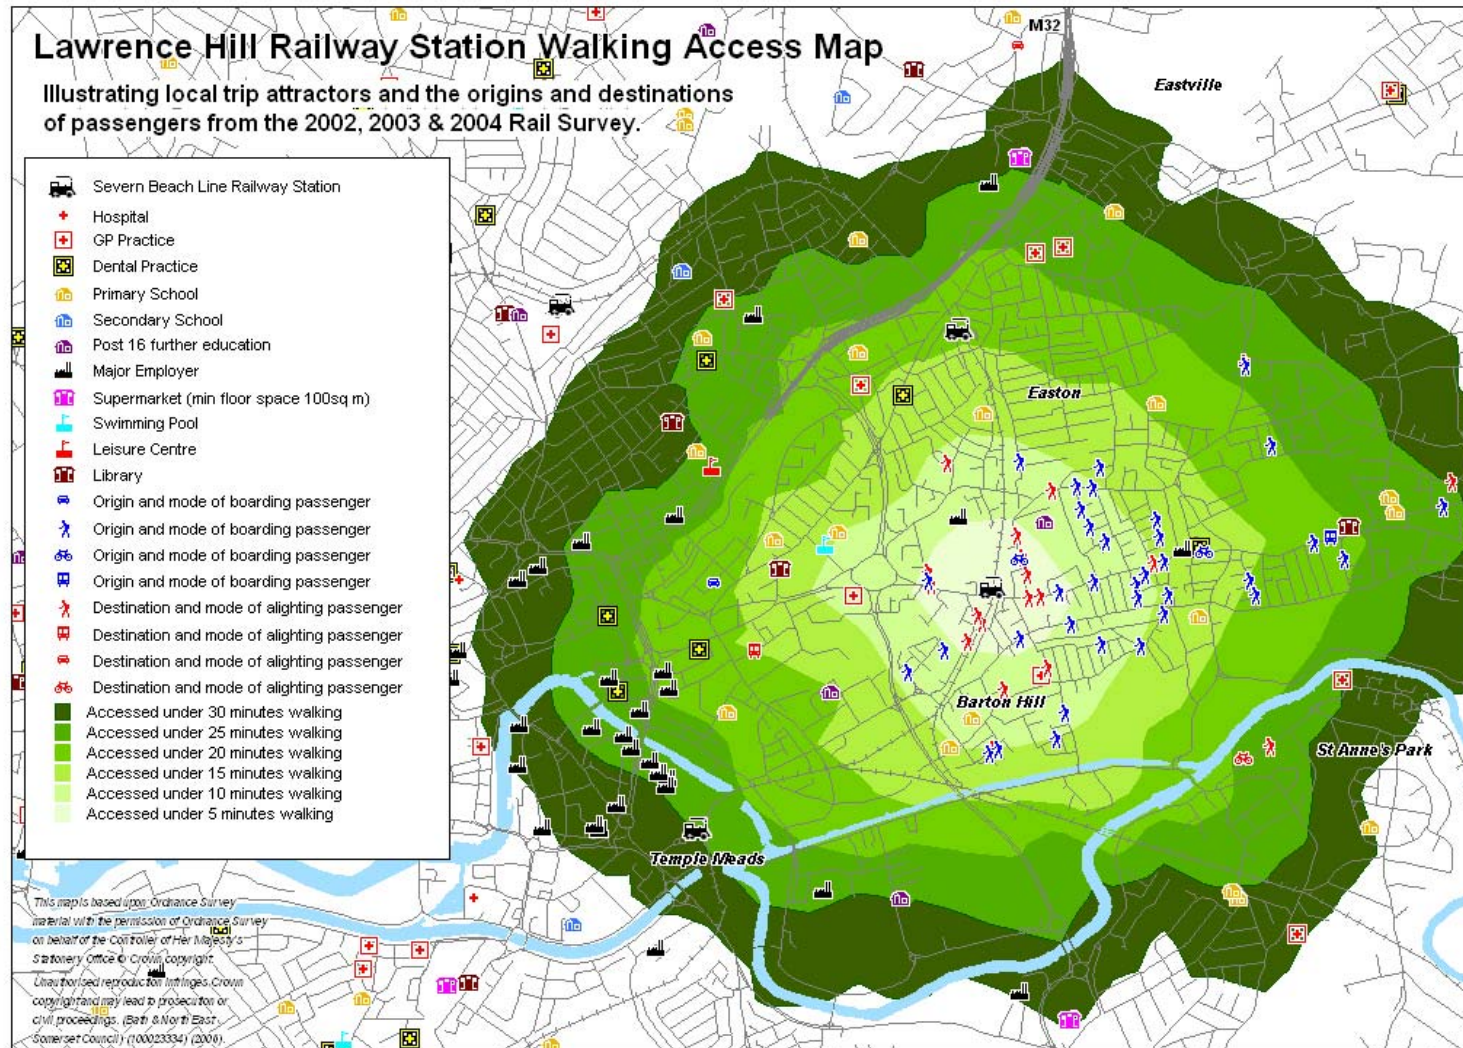 Lawrence Hill Railway Station Walking Access Map
Illustrating local trip attractors and the origins and destinations
of passengers from the 2002, 2003 & 2004 Rail Survey.
M32
Eastville
Severn Beach Line Railway Station
Hospital
GP Practice
Dental Practice
Primary School
Secondary School
Post 16 further education
Major Employer
Supermarket (min floor space 100sq m)
Swimming Pool
Leisure Centre
Library
Origin and mode of boarding passenger
Origin and mode of boarding passenger
Origin and mode of boarding passenger
Origin and mode of boarding passenger
Destination and mode of alighting passenger
Destination and mode of alighting passenger
Destination and mode of alighting passenger
Destination and mode of alighting passenger
Accessed under 30 minutes walking
Accessed under 25 minutes walking
Accessed under 20 minutes walking
Accessed under 15 minutes walking
Accessed under 10 minutes walking
Accessed under 5 minutes walking
Easton
Barton Hill
St Anne's Park
Temple Meads
This map is based upon Ordnance Survey
material with the permission of Ordnance Survey
on behalf of the Controller of Her Majesty's
Stationery Office © Crown copyright.
Unauthorised reproduction infringes Crown
copyright and may lead to prosecution or
civil proceedings. (Bath & North East
Somerset Council) (100023334) (2006).